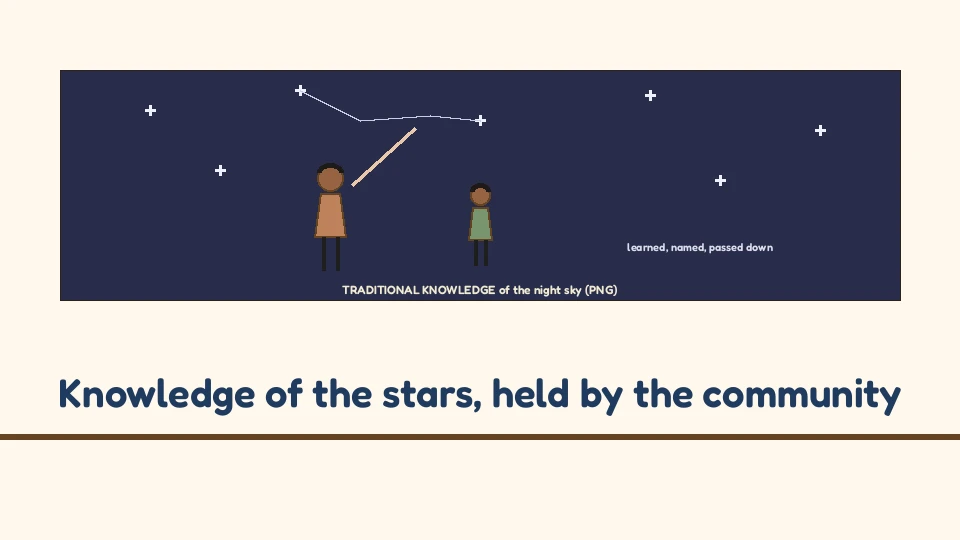 learned, named, passed down
TRADITIONAL KNOWLEDGE of the night sky (PNG)
Knowledge of the stars, held by the community